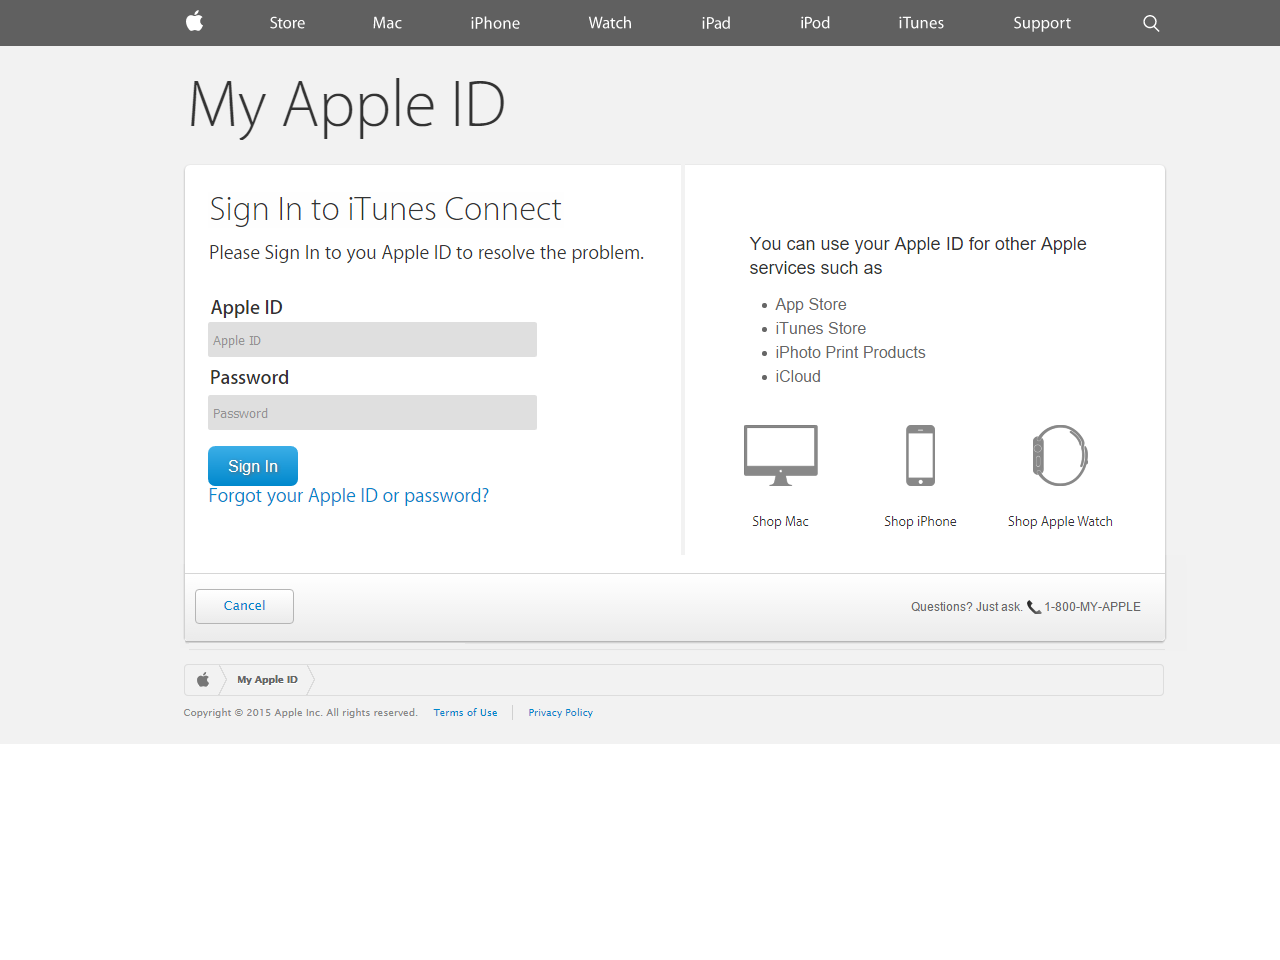 Store Mac iPhone Watch iPad iPod iTunes Support
My Apple ID
Sign In to iTunes Connect
Please Sign In to you Apple ID to resolve the problem.
Apple ID
Apple ID
Password
Password
Sign In
Forgot your Apple ID or password?
You can use your Apple ID for other Apple
services such as
App Store
iTunes Store
iPhoto Print Products
iCloud
Shop Mac Shop iPhone Shop Apple Watch
Cancel
Questions? Just ask. 1-800-MY-APPLE
My Apple ID
Copyright © 2015 Apple Inc. All rights reserved. Terms of Use Privacy Policy